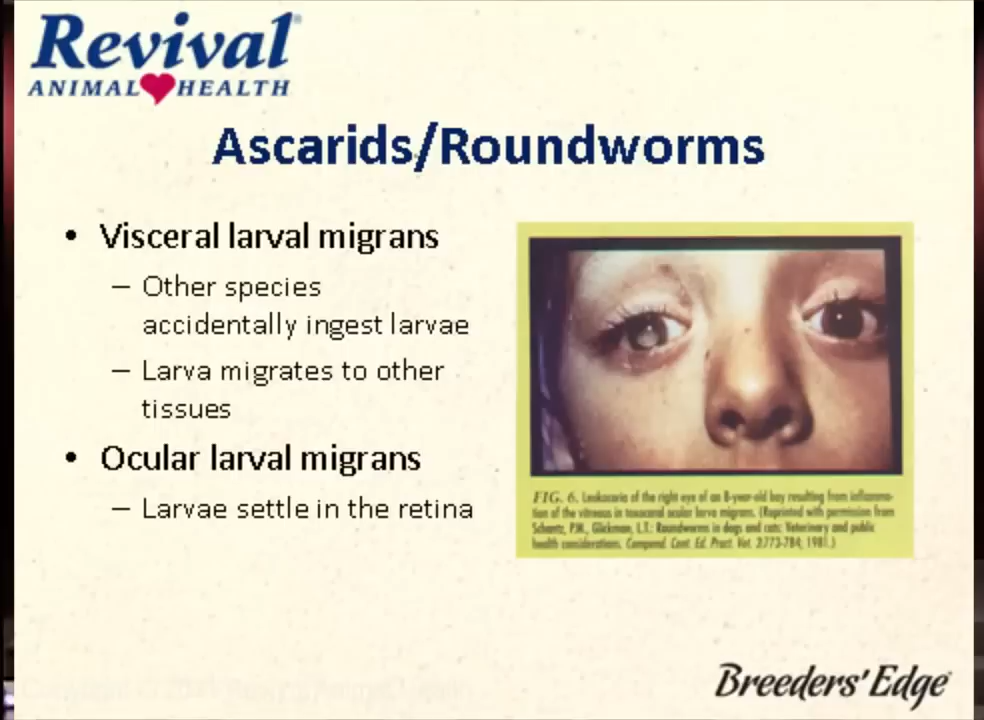 Revival®
ANIMAL HEALTH
Ascarids/Roundworms
• Visceral larval migrans
– Other species
accidentally ingest larvae
– Larva migrates to other
tissues
• Ocular larval migrans
– Larvae settle in the retina
FIG. 6. Leukocoria of the right eye of an 8-year-old boy resulting from inflamma-
tion of the vitreous in toxocaral ocular larva migrans. (Reprinted with permission from
Schantz, P.M., Glickman, L.T.: Roundworms in dogs and cats: Veterinary and public
health considerations. Compend. Cont. Ed. Pract. Vet. 3:773-784, 1981.)
Breeders' Edge